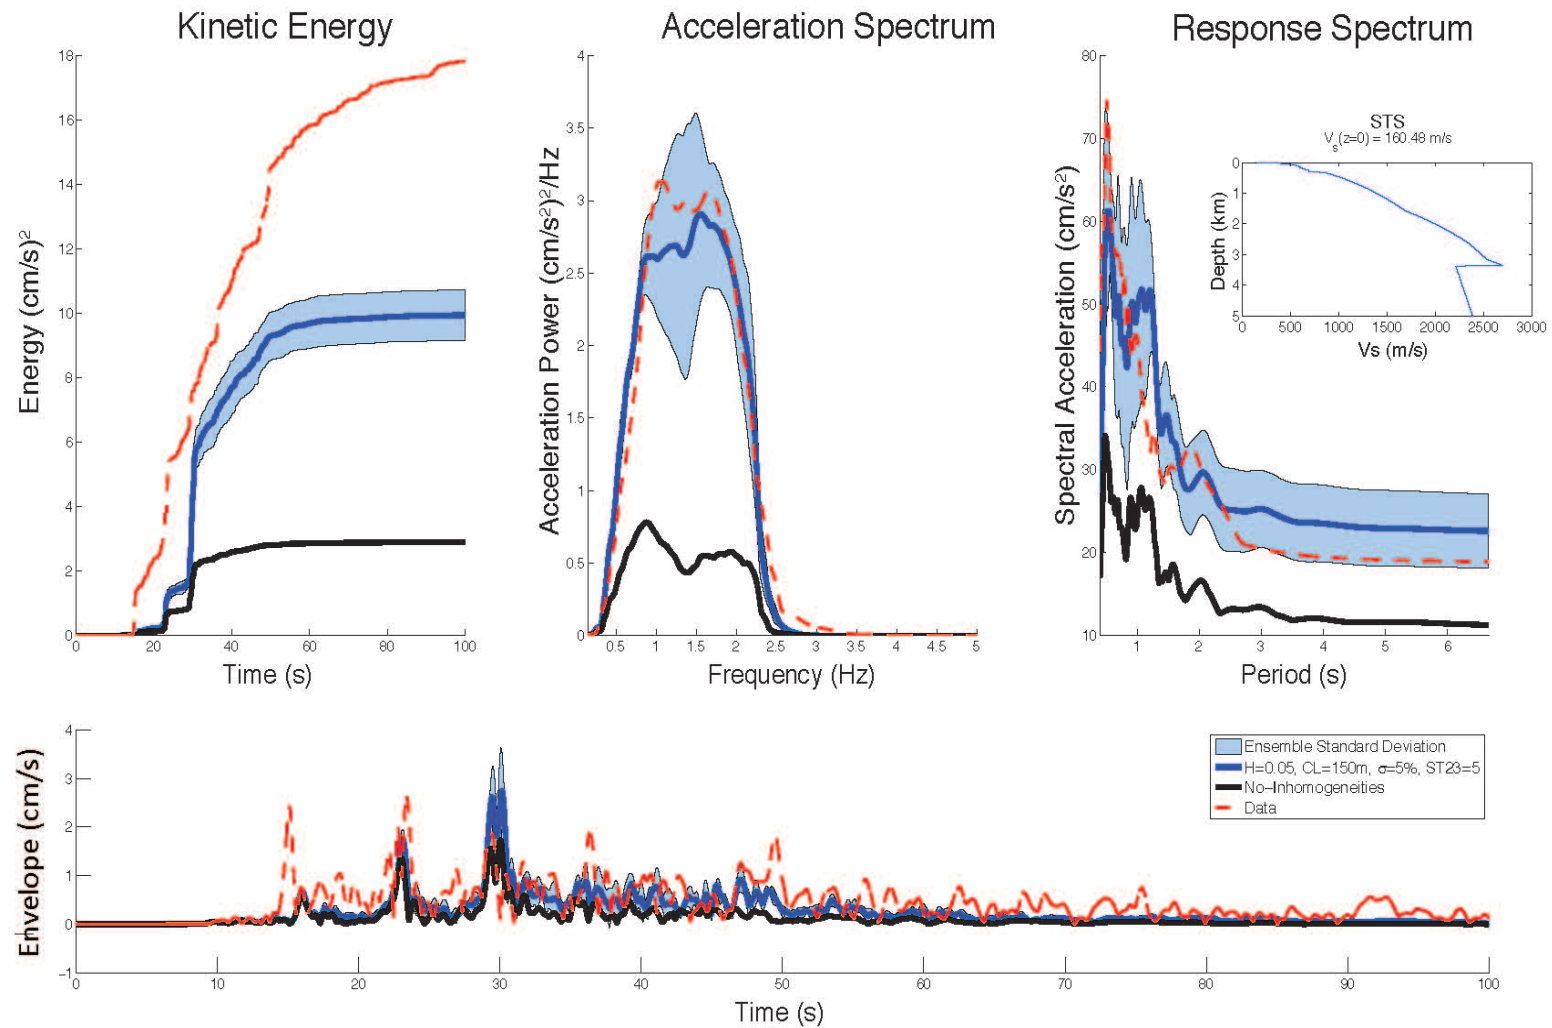 Kinetic Energy
Acceleration Spectrum
Response Spectrum
18
16
14
12
10
8
6
4
2
0
Energy (cm/s)2
0 20 40 60 80 100
Time (s)
4
3.5
3
2.5
2
1.5
1
0.5
0
Acceleration Power (cm/s2)2/Hz
0.5 1 1.5 2 2.5 3 3.5 4 4.5 5
Frequency (Hz)
80
70
60
50
40
30
20
10
Spectral Acceleration (cm/s2)
1 2 3 4 5 6
Period (s)
STS
Vs(z=0) = 160.48 m/s
0
1
2
3
4
5
Depth (km)
0 500 1000 1500 2000 2500 3000
Vs (m/s)
4
3
2
1
0
−1
Envelope (cm/s)
0 10 20 30 40 50 60 70 80 90 100
Time (s)
Ensemble Standard Deviation
H=0.05, CL=150m, σ=5%, ST23=5
No−Inhomogeneities
Data